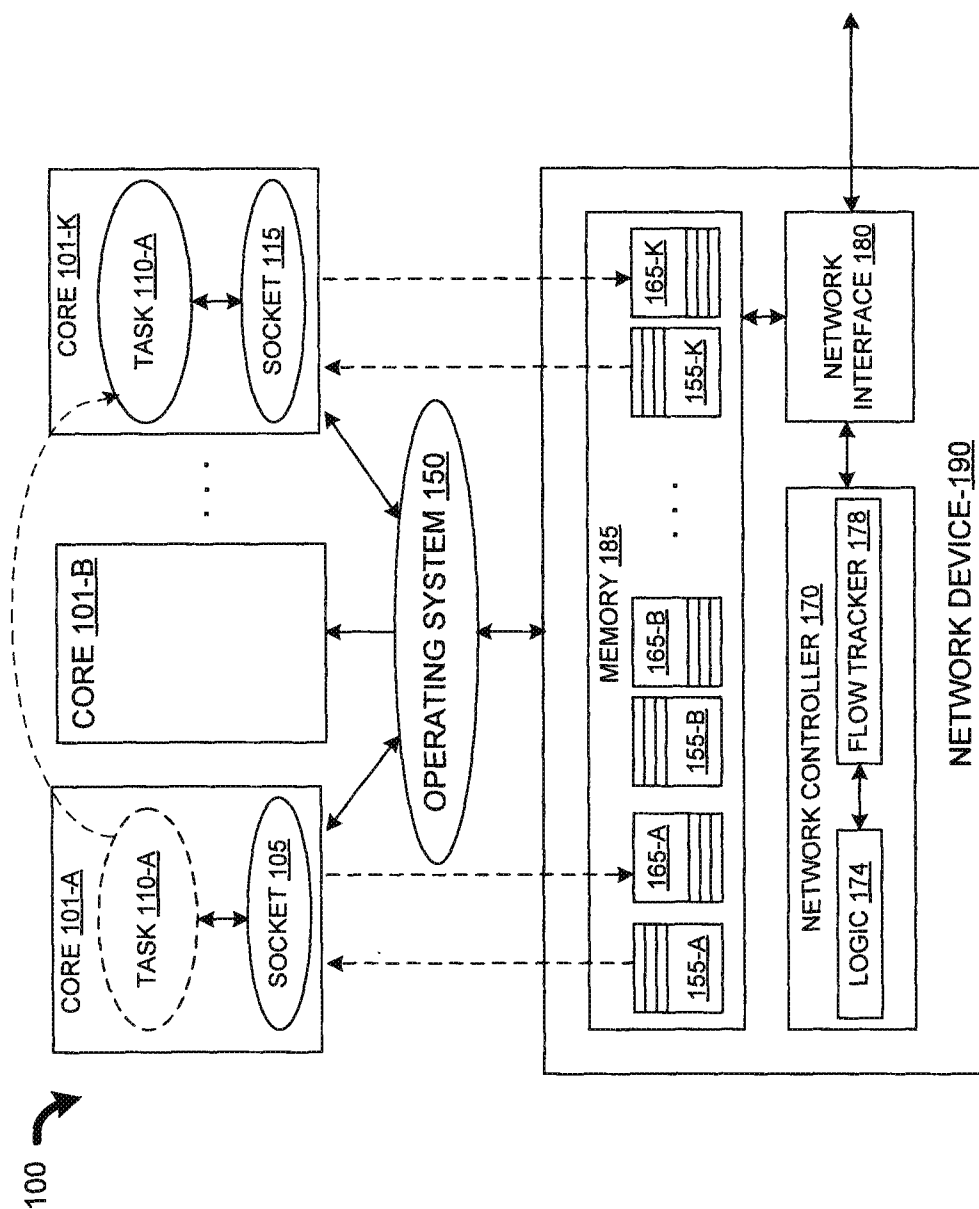 100
CORE 101-A
TASK 110-A
SOCKET 105
CORE 101-B
. . .
CORE 101-K
TASK 110-A
SOCKET 115
OPERATING SYSTEM 150
MEMORY 185
155-A
165-A
155-B
165-B
. . .
155-K
165-K
NETWORK CONTROLLER 170
LOGIC 174
FLOW TRACKER 178
NETWORK
INTERFACE 180
NETWORK DEVICE-190